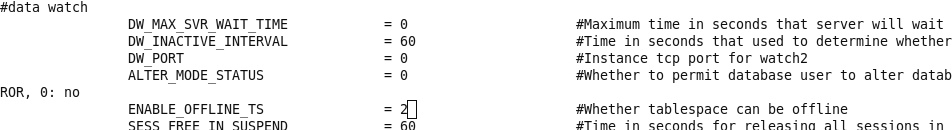 #data watch
DW_MAX_SVR_WAIT_TIME = 0 #Maximum time in seconds that server will wait
DW_INACTIVE_INTERVAL = 60 #Time in seconds that used to determine whether
DW_PORT = 0 #Instance tcp port for watch2
ALTER_MODE_STATUS = 0 #Whether to permit database user to alter datab
ROR, 0: no
ENABLE_OFFLINE_TS = 2 #Whether tablespace can be offline
SESS_FREE_IN_SUSPEND = 60 #Time in seconds for releasing all sessions in